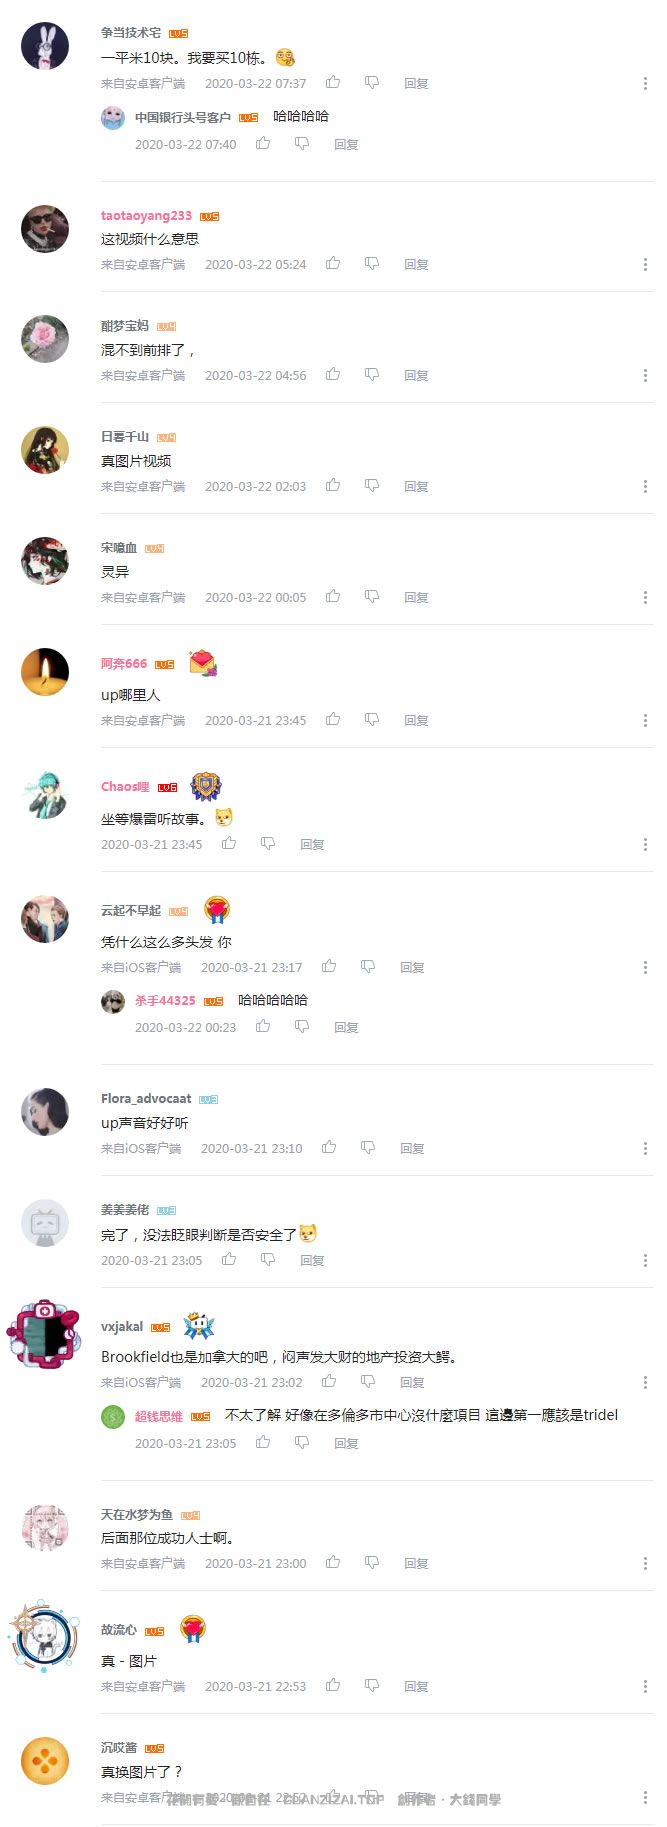 争当技术宅 LV5
一平米10块。我要买10栋。
来自安卓客户端 2020-03-22 07:37 回复
中国银行头号客户 LV5 哈哈哈哈
2020-03-22 07:40 回复
taotaoyang233 LV5
这视频什么意思
来自安卓客户端 2020-03-22 05:24 回复
酣梦宝妈 LV4
混不到前排了，
来自安卓客户端 2020-03-22 04:56 回复
日暮千山 LV4
真图片视频
来自安卓客户端 2020-03-22 02:03 回复
宋噫血 LV4
灵异
来自安卓客户端 2020-03-22 00:05 回复
阿奔666 LV5
up哪里人
来自安卓客户端 2020-03-21 23:45 回复
Chaos哩 LV6
坐等爆雷听故事。
2020-03-21 23:45 回复
云起不早起 LV4
凭什么这么多头发 你
来自iOS客户端 2020-03-21 23:17 回复
杀手44325 LV5 哈哈哈哈哈
2020-03-22 00:23 回复
Flora_advocaat LV3
up声音好好听
来自iOS客户端 2020-03-21 23:10 回复
姜姜姜佬 LV3
完了，没法眨眼判断是否安全了
2020-03-21 23:05 回复
vxjakal LV5
Brookfield也是加拿大的吧，闷声发大财的地产投资大鳄。
来自iOS客户端 2020-03-21 23:02 回复
超钱思维 LV5 不太了解 好像在多倫多市中心沒什麼項目 這邊第一應該是tridel
2020-03-21 23:05 回复
天在水梦为鱼 LV4
后面那位成功人士啊。
来自安卓客户端 2020-03-21 23:00 回复
故流心 LV5
真 - 图片
来自安卓客户端 2020-03-21 22:53 回复
沉哎酱 LV5
真换图片了？
来自安卓客户端 2020-03-21 22:52 回复
GUANZIZAI.TOP 創作者·大錢同學